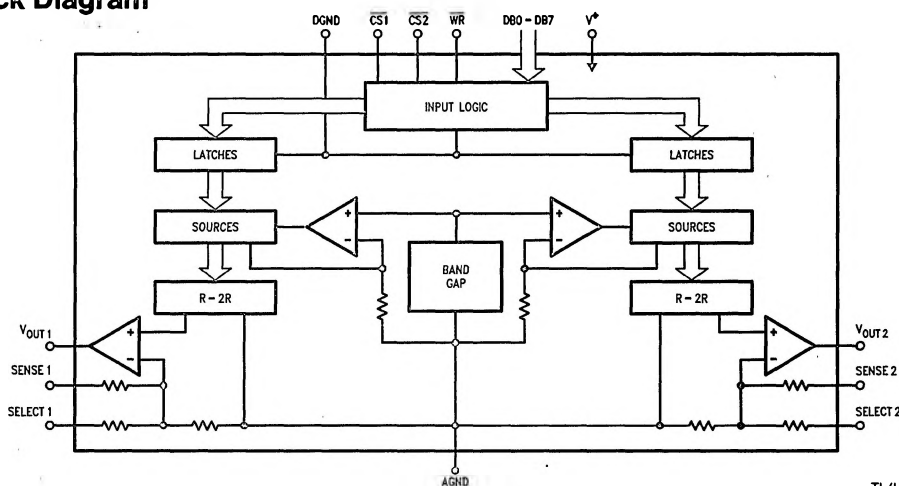 ck Diagram
DGND CS1 CS2 WR DB0-DB7 V+
INPUT LOGIC
LATCHES LATCHES
+ +
SOURCES SOURCES
- -
BAND
GAP
R-2R R-2R
VOUT 1 + + VOUT 2
- -
SENSE 1 SENSE 2
SELECT 1 SELECT 2
AGND